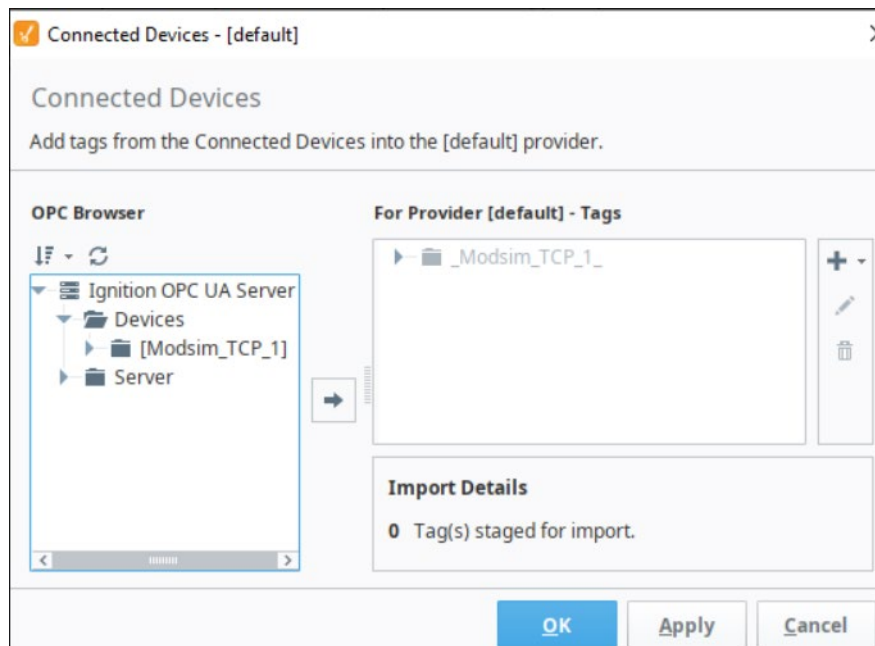 Connected Devices - [default]
Connected Devices
Add tags from the Connected Devices into the [default] provider.
OPC Browser
For Provider [default] - Tags
Ignition OPC UA Server
Devices
[Modsim_TCP_1]
Server
_Modsim_TCP_1_
Import Details
0 Tag(s) staged for import.
OK
Apply
Cancel